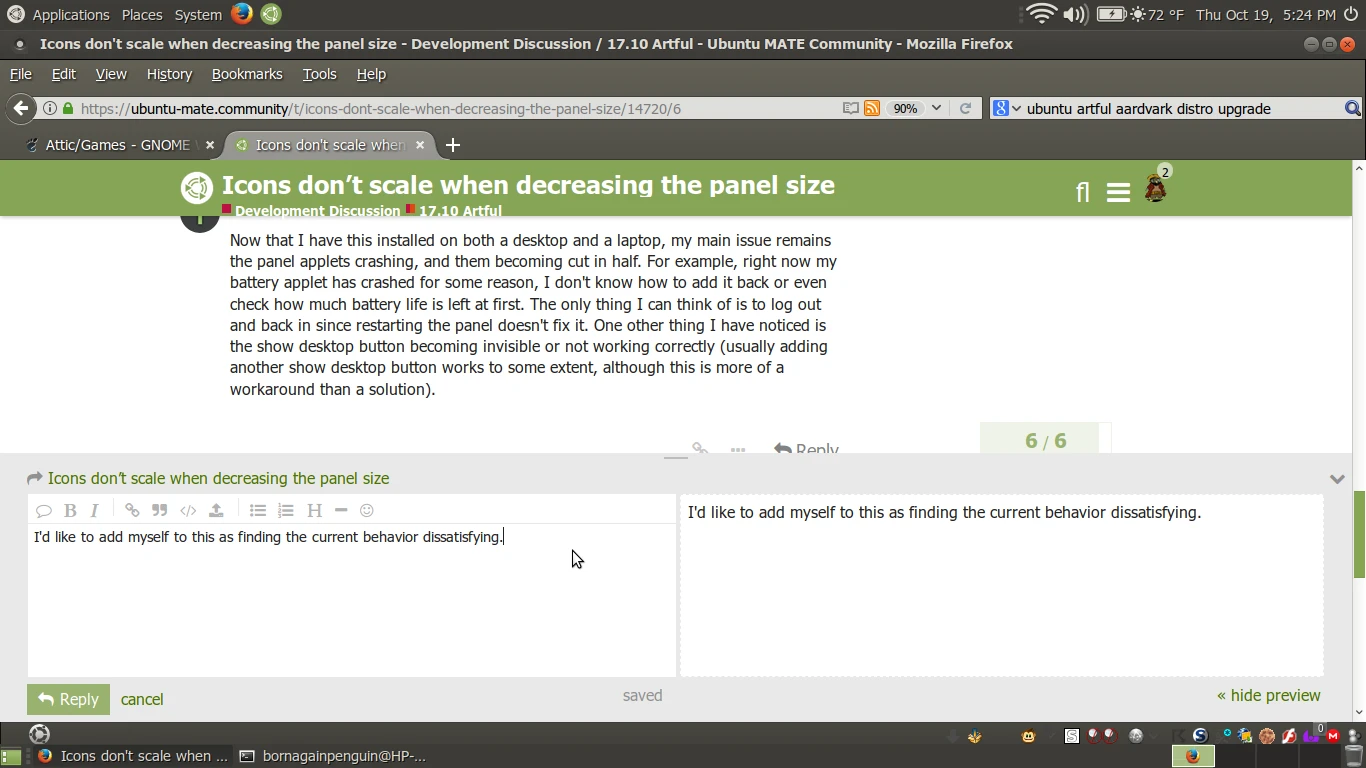 Applications Places System
72 °F Thu Oct 19, 5:24 PM
Icons don't scale when decreasing the panel size - Development Discussion / 17.10 Artful - Ubuntu MATE Community - Mozilla Firefox
File Edit View History Bookmarks Tools Help
https://ubuntu-mate.community/t/icons-dont-scale-when-decreasing-the-panel-size/14720/6
90%
ubuntu artful aardvark distro upgrade
Attic/Games - GNOME
Icons don't scale when
Icons don’t scale when decreasing the panel size
Development Discussion 17.10 Artful
2
Now that I have this installed on both a desktop and a laptop, my main issue remains
the panel applets crashing, and them becoming cut in half. For example, right now my
battery applet has crashed for some reason, I don't know how to add it back or even
check how much battery life is left at first. The only thing I can think of is to log out
and back in since restarting the panel doesn't fix it. One other thing I have noticed is
the show desktop button becoming invisible or not working correctly (usually adding
another show desktop button works to some extent, although this is more of a
workaround than a solution).
Reply
6 / 6
Icons don’t scale when decreasing the panel size
B I H
I'd like to add myself to this as finding the current behavior dissatisfying.
I'd like to add myself to this as finding the current behavior dissatisfying.
Reply cancel
saved
« hide preview
0
Icons don't scale when ...
bornagainpenguin@HP-...